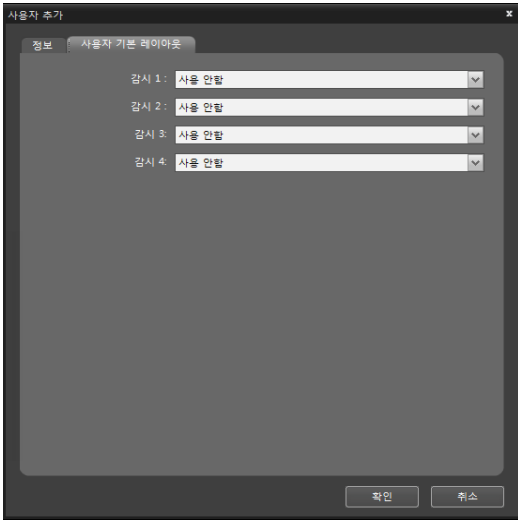 사용자 추가 x
정보 사용자 기본 레이아웃
감시 1 : 사용 안함
감시 2 : 사용 안함
감시 3: 사용 안함
감시 4: 사용 안함
확인 취소